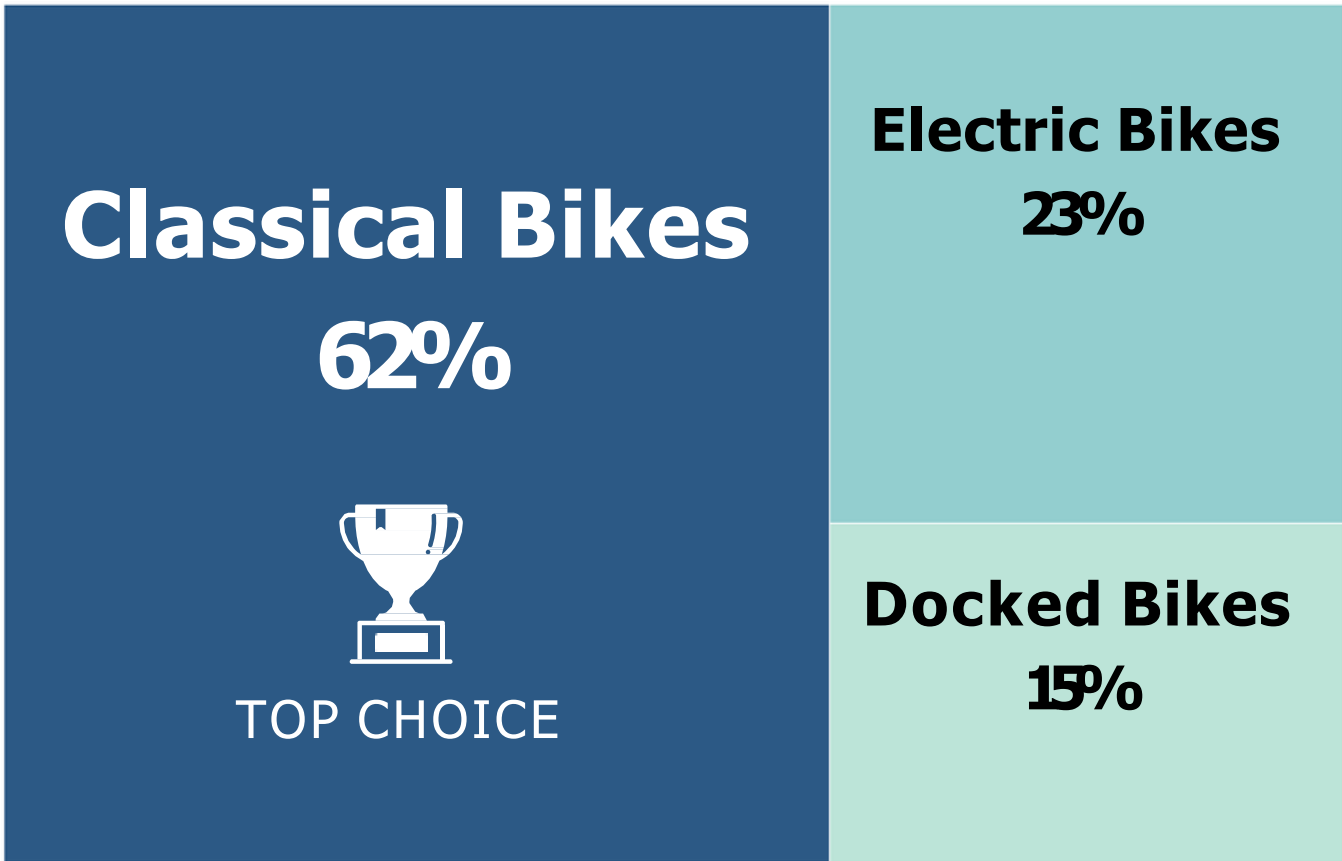 Classical Bikes
62%
TOP CHOICE
Electric Bikes
23%
Docked Bikes
15%